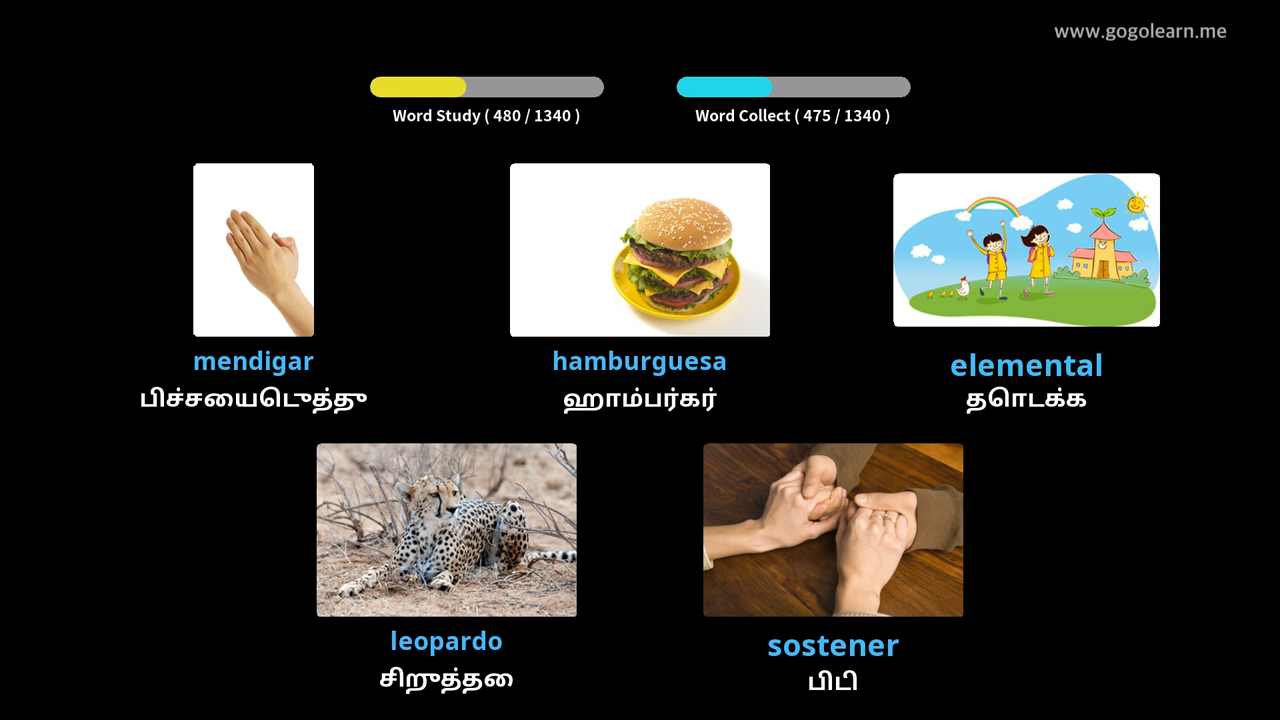 www.gogolearn.me
Word Study ( 480 / 1340 )
Word Collect ( 475 / 1340 )
mendigar
hamburguesa
elemental
பிச்சையெடுத்து
ஹாம்பர்கர்
தொடக்க
leopardo
sostener
சிறுத்தை
பிடி